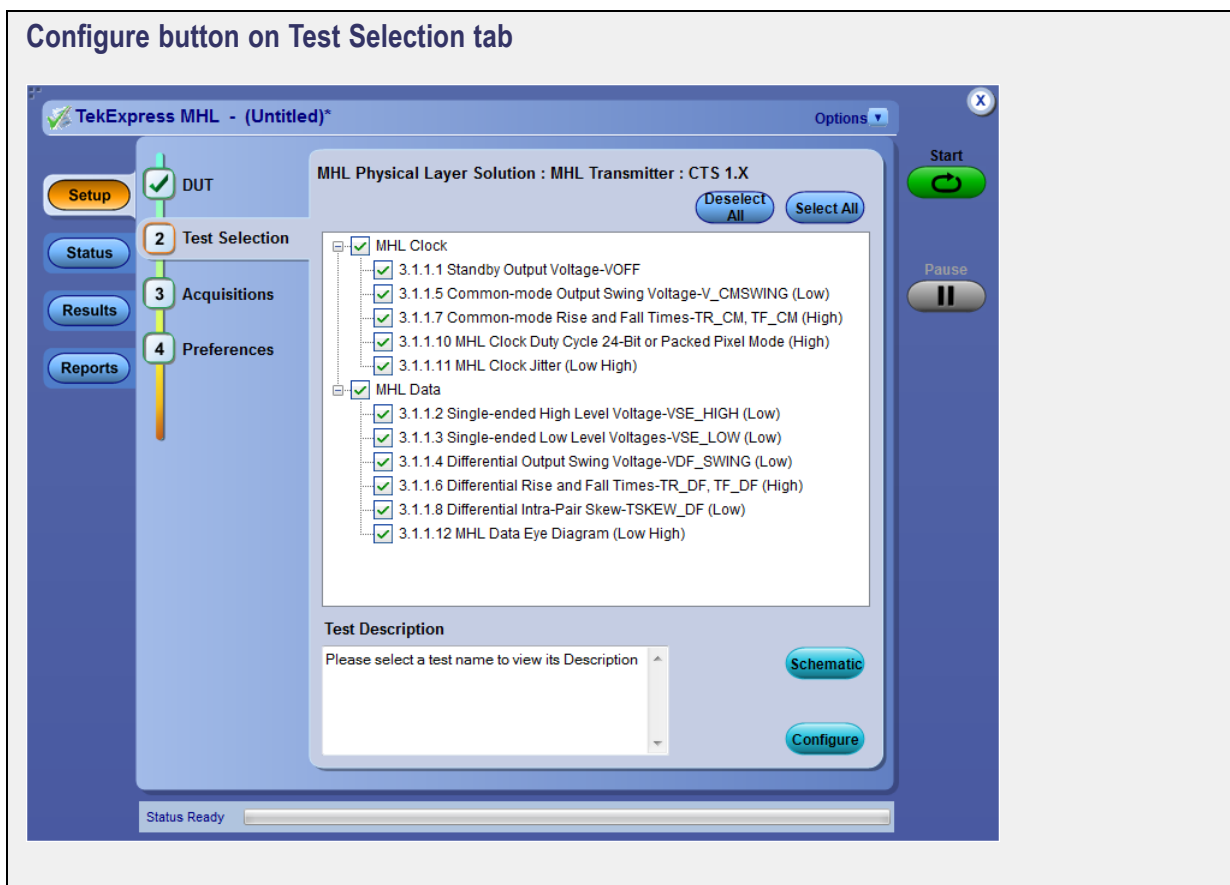 Configure button on Test Selection tab
TekExpress MHL - (Untitled)*
Options
X
Start
Pause
Setup
Status
Results
Reports
DUT
2 Test Selection
3 Acquisitions
4 Preferences
MHL Physical Layer Solution : MHL Transmitter : CTS 1.X
Deselect All
Select All
MHL Clock
3.1.1.1 Standby Output Voltage-VOFF
3.1.1.5 Common-mode Output Swing Voltage-V_CMSWING (Low)
3.1.1.7 Common-mode Rise and Fall Times-TR_CM, TF_CM (High)
3.1.1.10 MHL Clock Duty Cycle 24-Bit or Packed Pixel Mode (High)
3.1.1.11 MHL Clock Jitter (Low High)
MHL Data
3.1.1.2 Single-ended High Level Voltage-VSE_HIGH (Low)
3.1.1.3 Single-ended Low Level Voltages-VSE_LOW (Low)
3.1.1.4 Differential Output Swing Voltage-VDF_SWING (Low)
3.1.1.6 Differential Rise and Fall Times-TR_DF, TF_DF (High)
3.1.1.8 Differential Intra-Pair Skew-TSKEW_DF (Low)
3.1.1.12 MHL Data Eye Diagram (Low High)
Test Description
Please select a test name to view its Description
Schematic
Configure
Status Ready